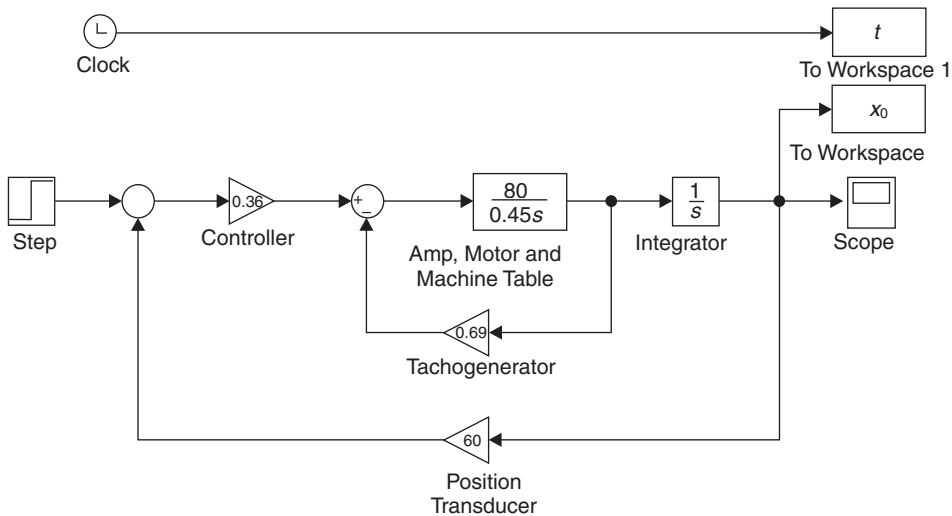 t
Clock
To Workspace 1
x₀
To Workspace
80
0.45s
1
s
0.36
+
−
Step
Controller
Amp, Motor and
Machine Table
Integrator
Scope
0.69
Tachogenerator
60
Position
Transducer